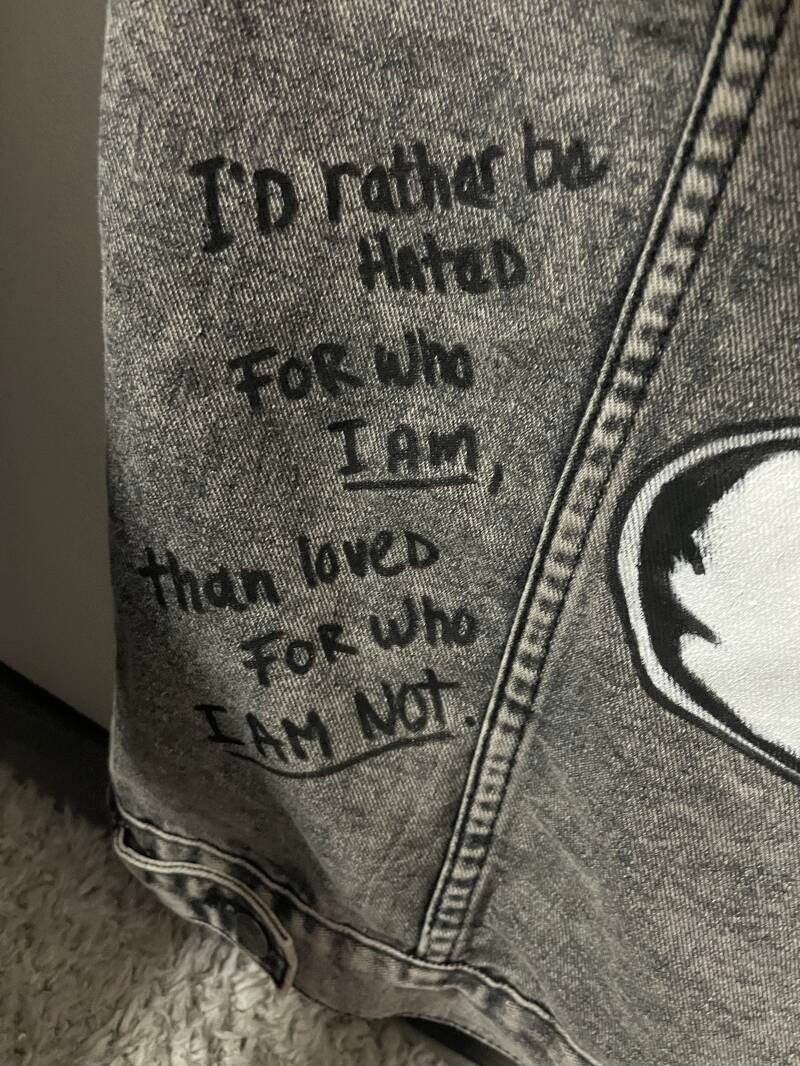 I'D rather be
HAteD
FOR Who
I AM,
than loveD
FOR Who
I AM NOt.